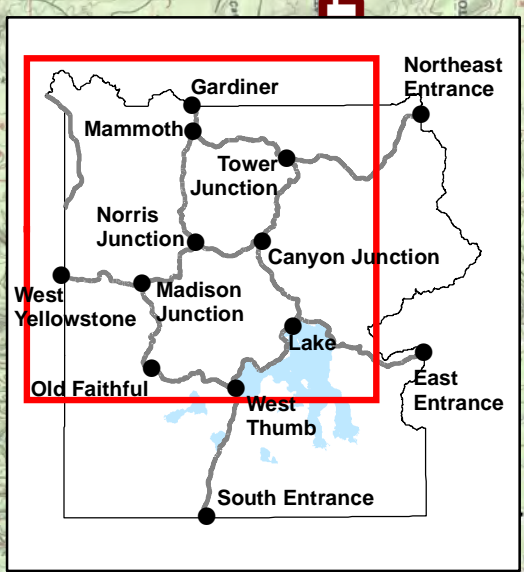 Gardiner
Northeast
Entrance
Mammoth
Tower
Junction
Norris
Junction
Canyon Junction
West
Yellowstone
Madison
Junction
Lake
Old Faithful
East
Entrance
West
Thumb
South Entrance